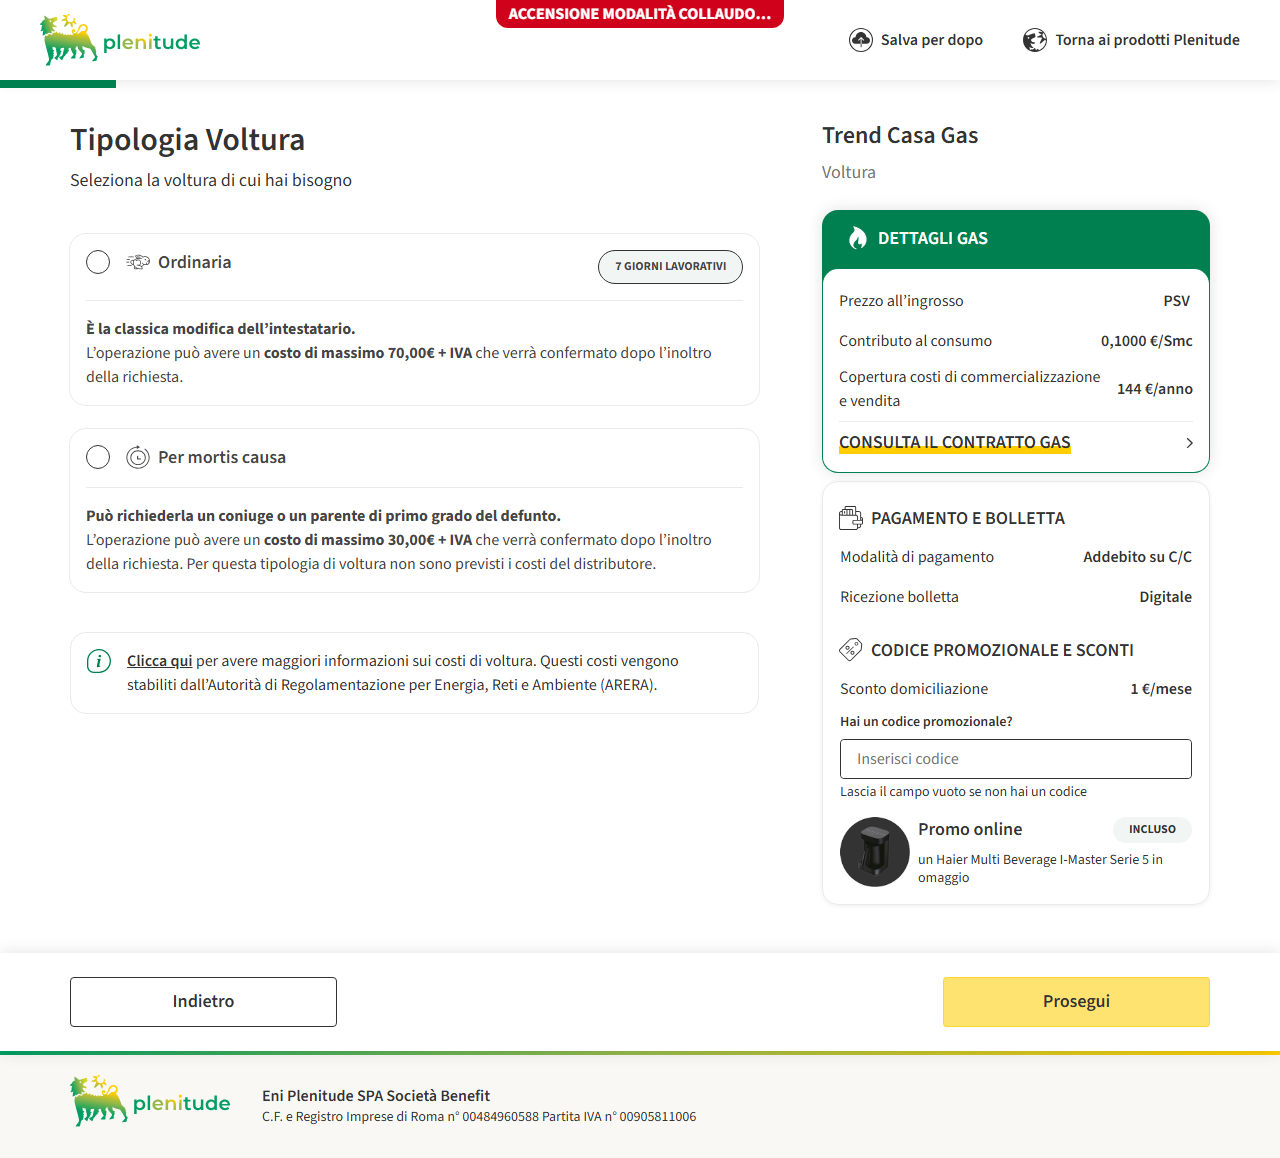 ACCENSIONE MODALITÀ COLLAUDO...
plenitude
Salva per dopo
Torna ai prodotti Plenitude
Tipologia Voltura
Seleziona la voltura di cui hai bisogno
Ordinaria
7 GIORNI LAVORATIVI
È la classica modifica dell'intestatario.
L'operazione può avere un costo di massimo 70,00€ + IVA che verrà confermato dopo l'inoltro
della richiesta.
Per mortis causa
Può richiederla un coniuge o un parente di primo grado del defunto.
L'operazione può avere un costo di massimo 30,00€ + IVA che verrà confermato dopo l'inoltro
della richiesta. Per questa tipologia di voltura non sono previsti i costi del distributore.
i
Clicca qui per avere maggiori informazioni sui costi di voltura. Questi costi vengono
stabiliti dall'Autorità di Regolamentazione per Energia, Reti e Ambiente (ARERA).
Trend Casa Gas
Voltura
DETTAGLI GAS
Prezzo all'ingrosso PSV
Contributo al consumo 0,1000 €/Smc
Copertura costi di commercializzazione
e vendita 144 €/anno
CONSULTA IL CONTRATTO GAS
PAGAMENTO E BOLLETTA
Modalità di pagamento Addebito su C/C
Ricezione bolletta Digitale
CODICE PROMOZIONALE E SCONTI
Sconto domiciliazione 1 €/mese
Hai un codice promozionale?
Inserisci codice
Lascia il campo vuoto se non hai un codice
Promo online
INCLUSO
un Haier Multi Beverage I-Master Serie 5 in
omaggio
Indietro
Prosegui
plenitude
Eni Plenitude SPA Società Benefit
C.F. e Registro Imprese di Roma n° 00484960588 Partita IVA n° 00905811006